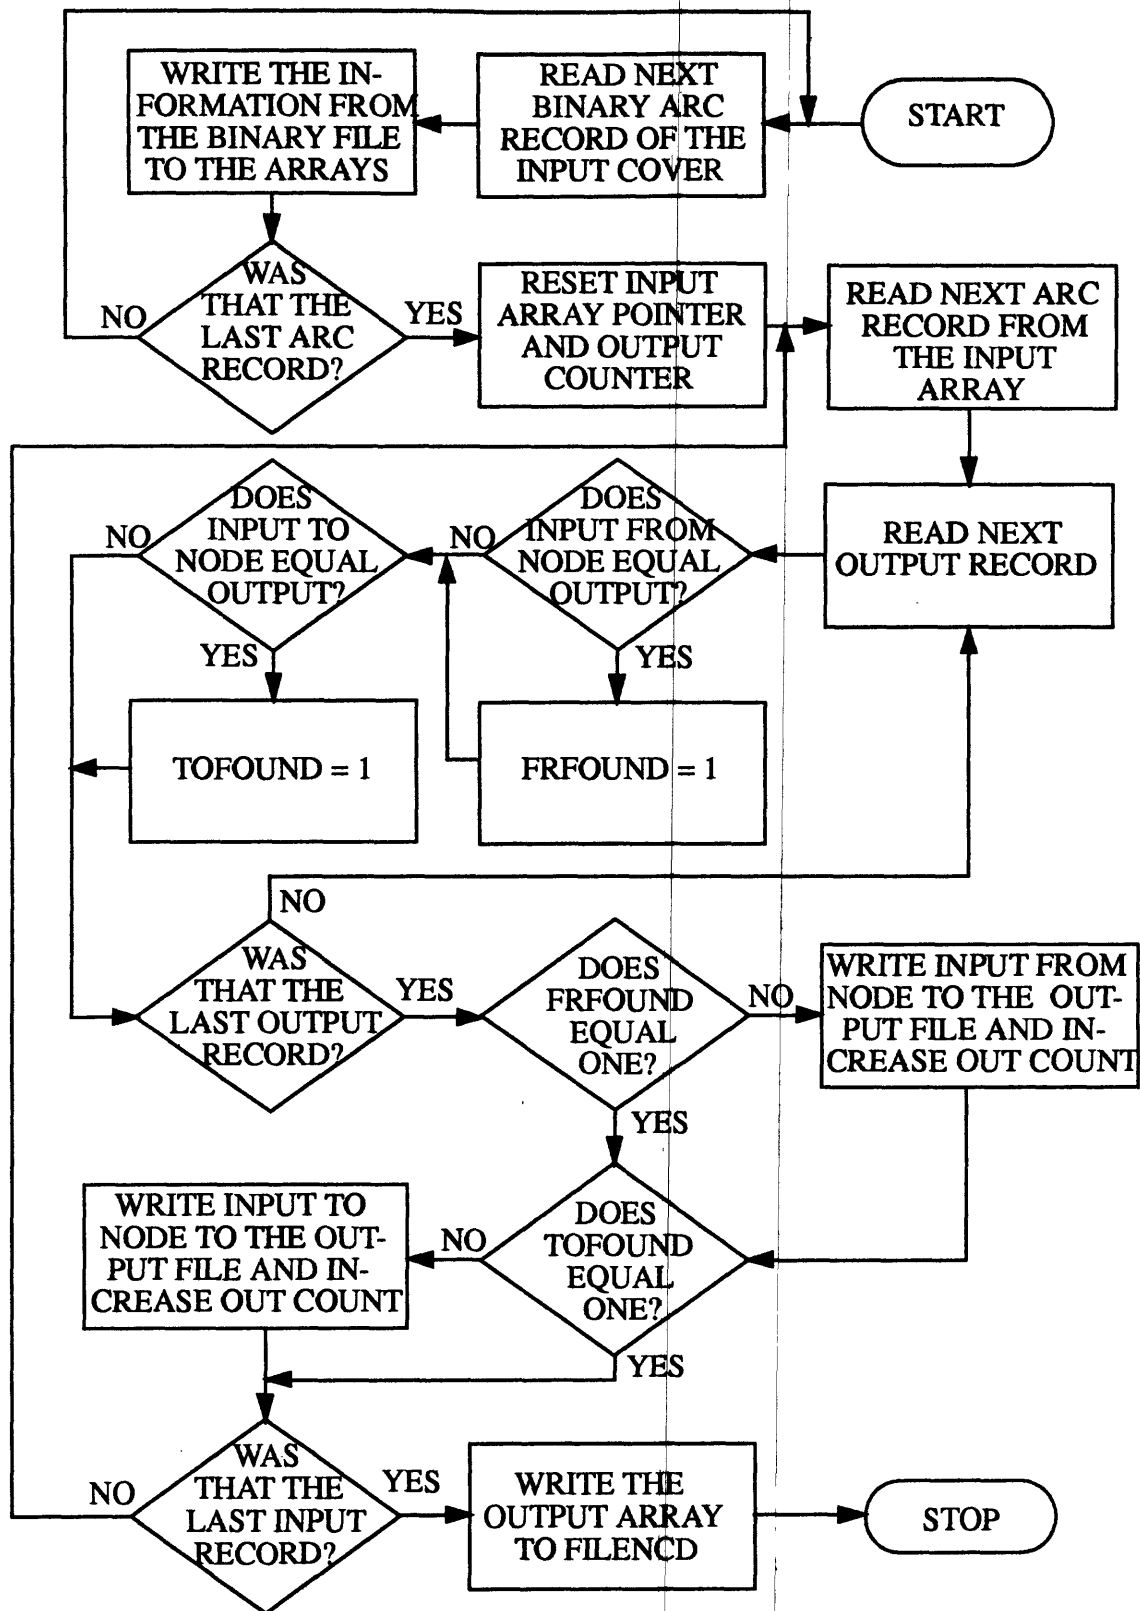 START
READ NEXT
BINARY ARC
RECORD OF THE
INPUT COVER
WRITE THE IN-
FORMATION FROM
THE BINARY FILE
TO THE ARRAYS
WAS
THAT THE
LAST ARC
RECORD?
NO
YES
RESET INPUT
ARRAY POINTER
AND OUTPUT
COUNTER
READ NEXT ARC
RECORD FROM
THE INPUT
ARRAY
READ NEXT
OUTPUT RECORD
DOES
INPUT FROM
NODE EQUAL
OUTPUT?
NO
YES
FRFOUND = 1
DOES
INPUT TO
NODE EQUAL
OUTPUT?
NO
YES
TOFOUND = 1
WAS
THAT THE
LAST OUTPUT
RECORD?
NO
YES
DOES
FRFOUND
EQUAL
ONE?
NO
YES
WRITE INPUT FROM
NODE TO THE OUT-
PUT FILE AND IN-
CREASE OUT COUNT
DOES
TOFOUND
EQUAL
ONE?
NO
YES
WRITE INPUT TO
NODE TO THE OUT-
PUT FILE AND IN-
CREASE OUT COUNT
WAS
THAT THE
LAST INPUT
RECORD?
NO
YES
WRITE THE
OUTPUT ARRAY
TO FILENCD
STOP